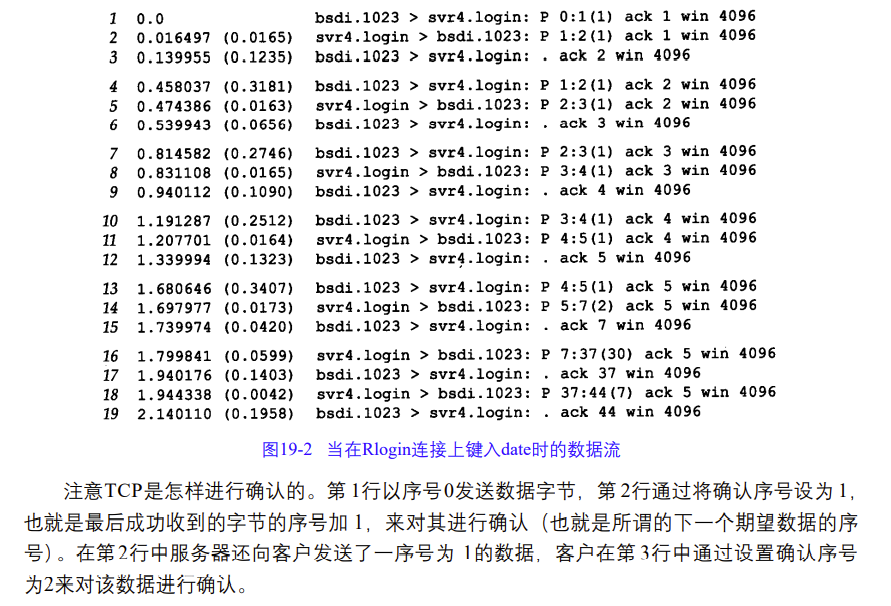 1 0.0 bsdi.1023 > svr4.login: P 0:1(1) ack 1 win 4096
2 0.016497 (0.0165) svr4.login > bsdi.1023: P 1:2(1) ack 1 win 4096
3 0.139955 (0.1235) bsdi.1023 > svr4.login: . ack 2 win 4096
4 0.458037 (0.3181) bsdi.1023 > svr4.login: P 1:2(1) ack 2 win 4096
5 0.474386 (0.0163) svr4.login > bsdi.1023: P 2:3(1) ack 2 win 4096
6 0.539943 (0.0656) bsdi.1023 > svr4.login: . ack 3 win 4096
7 0.814582 (0.2746) bsdi.1023 > svr4.login: P 2:3(1) ack 3 win 4096
8 0.831108 (0.0165) svr4.login > bsdi.1023: P 3:4(1) ack 3 win 4096
9 0.940112 (0.1090) bsdi.1023 > svr4.login: . ack 4 win 4096
10 1.191287 (0.2512) bsdi.1023 > svr4.login: P 3:4(1) ack 4 win 4096
11 1.207701 (0.0164) svr4.login > bsdi.1023: P 4:5(1) ack 4 win 4096
12 1.339994 (0.1323) bsdi.1023 > svr4.login: . ack 5 win 4096
13 1.680646 (0.3407) bsdi.1023 > svr4.login: P 4:5(1) ack 5 win 4096
14 1.697977 (0.0173) svr4.login > bsdi.1023: P 5:7(2) ack 5 win 4096
15 1.739974 (0.0420) bsdi.1023 > svr4.login: . ack 7 win 4096
16 1.799841 (0.0599) svr4.login > bsdi.1023: P 7:37(30) ack 5 win 4096
17 1.940176 (0.1403) bsdi.1023 > svr4.login: . ack 37 win 4096
18 1.944338 (0.0042) svr4.login > bsdi.1023: P 37:44(7) ack 5 win 4096
19 2.140110 (0.1958) bsdi.1023 > svr4.login: . ack 44 win 4096
图19-2 当在Rlogin连接上键入date时的数据流
注意TCP是怎样进行确认的。第1行以序号0发送数据字节，第2行通过将确认序号设为1，
也就是最后成功收到的字节的序号加1，来对其进行确认（也就是所谓的下一个期望数据的序
号）。在第2行中服务器还向客户发送了一序号为1的数据，客户在第3行中通过设置确认序号
为2来对该数据进行确认。